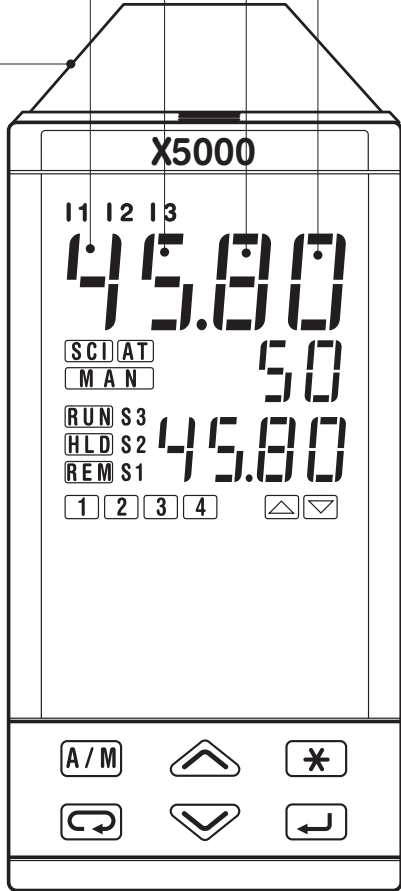 X5000
I1 I2 I3
45.80
SCI AT
MAN
50
RUN S3
HLD S2
REM S1
45.80
1 2 3 4
A/M